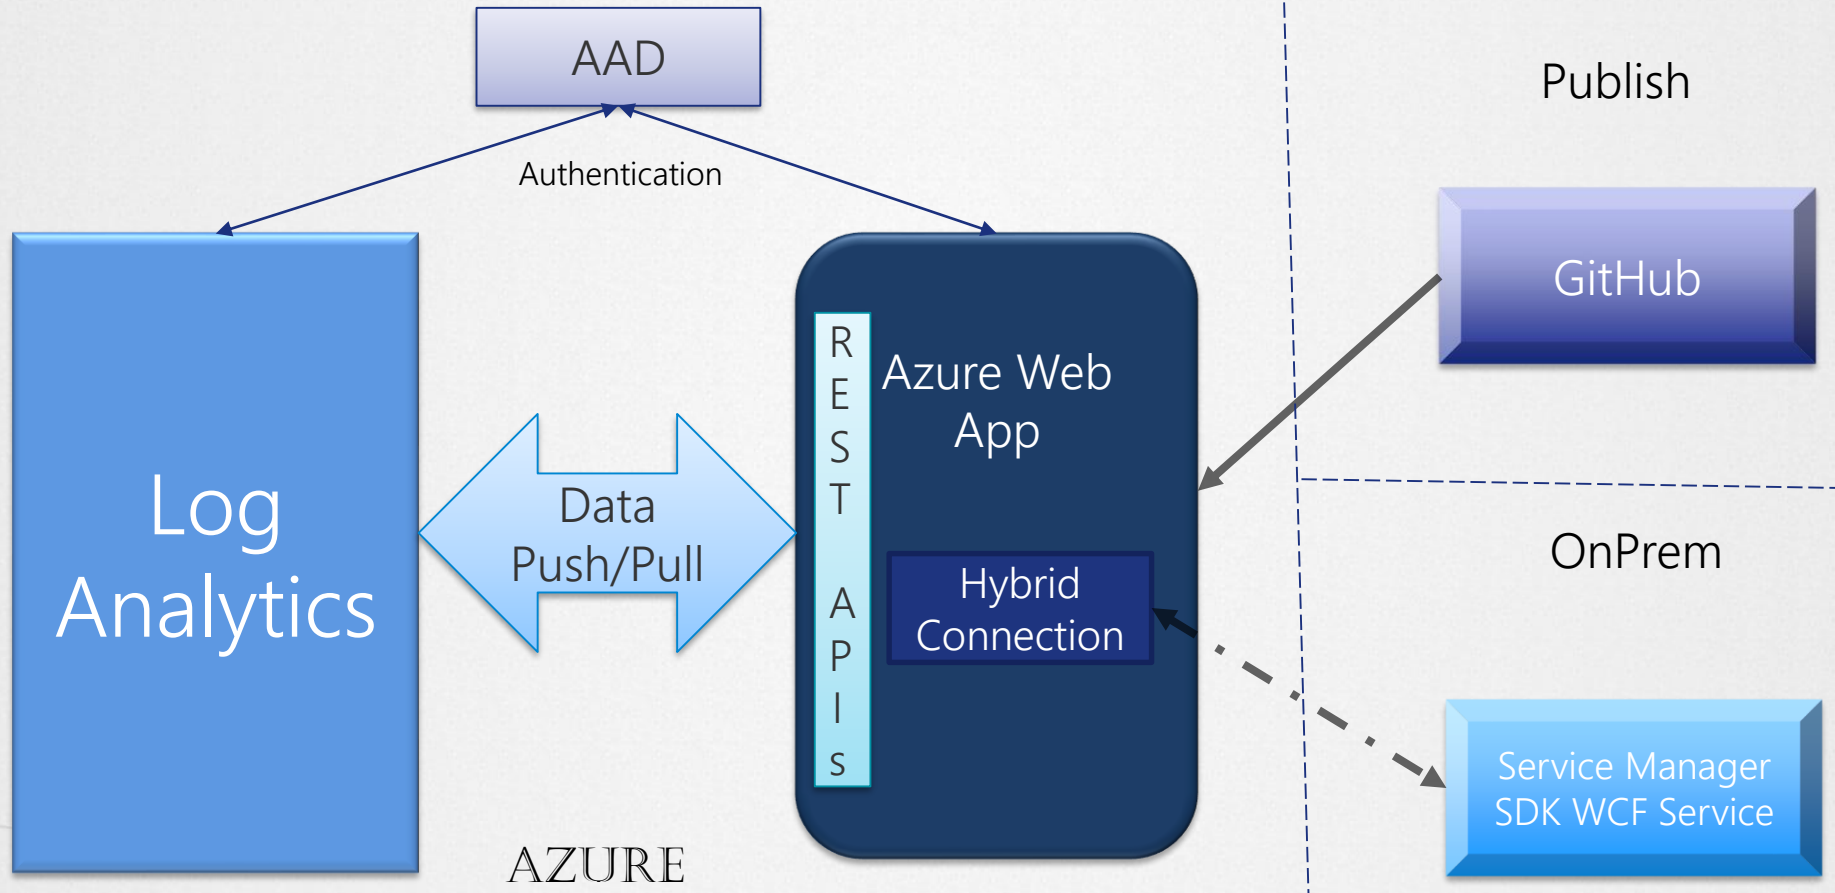 AAD
Authentication
Publish
GitHub
Log
Analytics
Data
Push/Pull
R
E
S
T
A
P
I
s
Azure Web
App
Hybrid
Connection
OnPrem
Service Manager
SDK WCF Service
AZURE